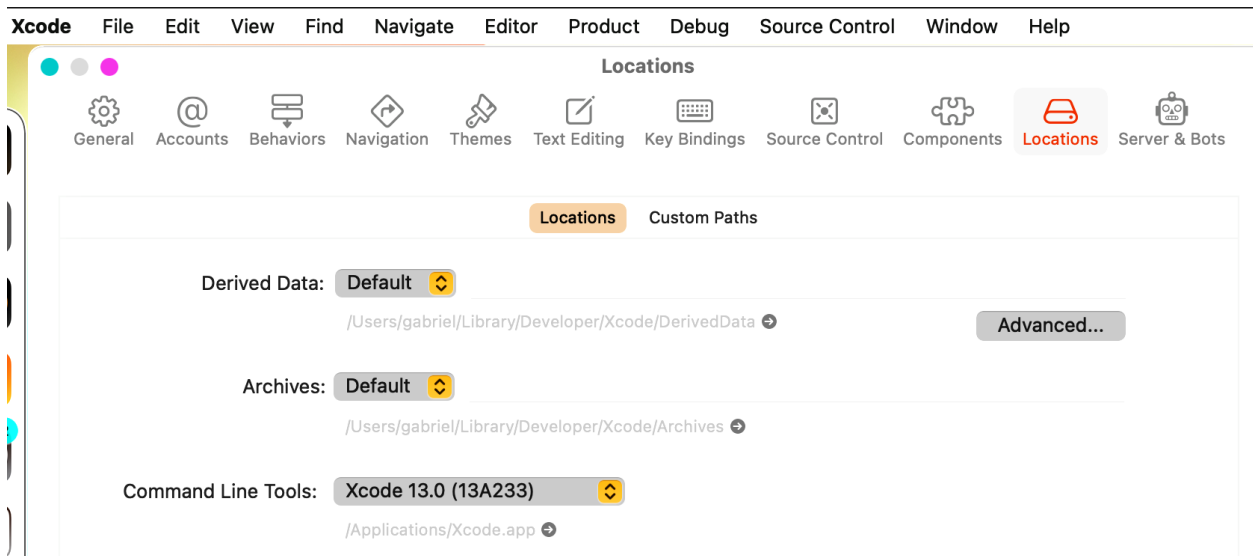 Xcode File Edit View Find Navigate Editor Product Debug Source Control Window Help
Locations
General Accounts Behaviors Navigation Themes Text Editing Key Bindings Source Control Components Locations Server & Bots
Locations Custom Paths
Derived Data: Default
/Users/gabriel/Library/Developer/Xcode/DerivedData
Advanced...
Archives: Default
/Users/gabriel/Library/Developer/Xcode/Archives
Command Line Tools: Xcode 13.0 (13A233)
/Applications/Xcode.app